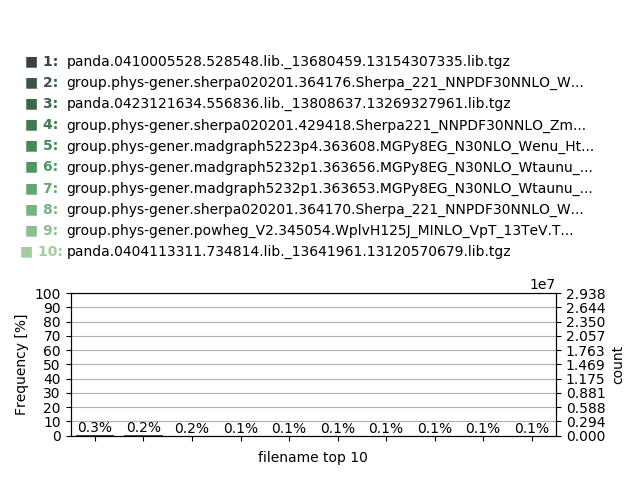 1: panda.0410005528.528548.lib._13680459.13154307335.lib.tgz
2: group.phys-gener.sherpa020201.364176.Sherpa_221_NNPDF30NNLO_W...
3: panda.0423121634.556836.lib._13808637.13269327961.lib.tgz
4: group.phys-gener.sherpa020201.429418.Sherpa221_NNPDF30NNLO_Zm...
5: group.phys-gener.madgraph5223p4.363608.MGPy8EG_N30NLO_Wenu_Ht...
6: group.phys-gener.madgraph5232p1.363656.MGPy8EG_N30NLO_Wtaunu_...
7: group.phys-gener.madgraph5232p1.363653.MGPy8EG_N30NLO_Wtaunu_...
8: group.phys-gener.sherpa020201.364170.Sherpa_221_NNPDF30NNLO_W...
9: group.phys-gener.powheg_V2.345054.WplvH125J_MINLO_VpT_13TeV.T...
10: panda.0404113311.734814.lib._13641961.13120570679.lib.tgz
1e7
100 2.938
90 2.644
80 2.350
70 2.057
60 1.763
50 1.469
40 1.175
30 0.881
20 0.588
10 0.294
0 0.000
Frequency [%]
count
0.3% 0.2% 0.2% 0.1% 0.1% 0.1% 0.1% 0.1% 0.1% 0.1%
filename top 10